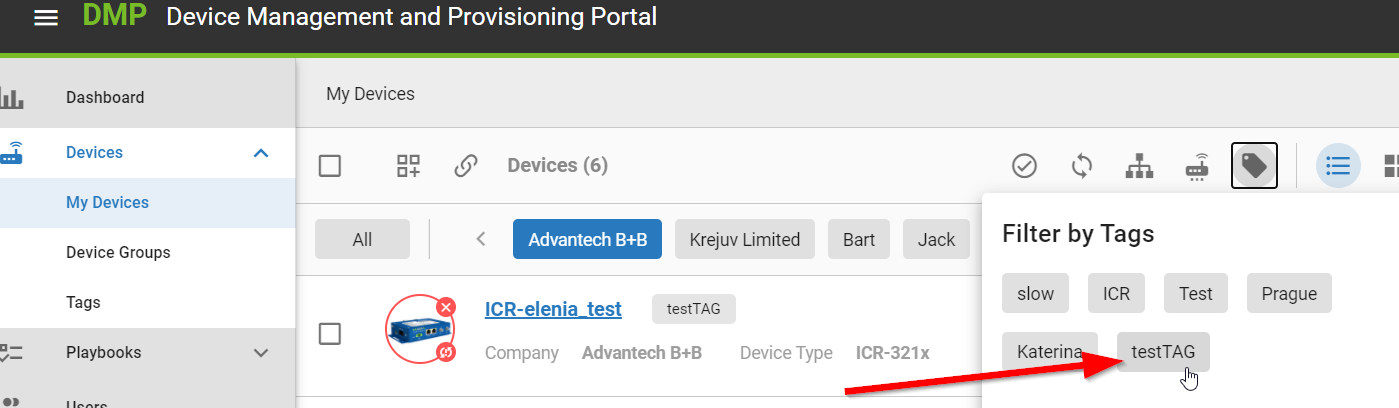 DMP Device Management and Provisioning Portal
Dashboard
Devices
My Devices
Device Groups
Tags
Playbooks
Users
My Devices
Devices (6)
All Advantech B+B Krejuv Limited Bart Jack
ICR-elenia_test testTAG
Company Advantech B+B Device Type ICR-321x
Filter by Tags
slow ICR Test Prague
Katerina testTAG